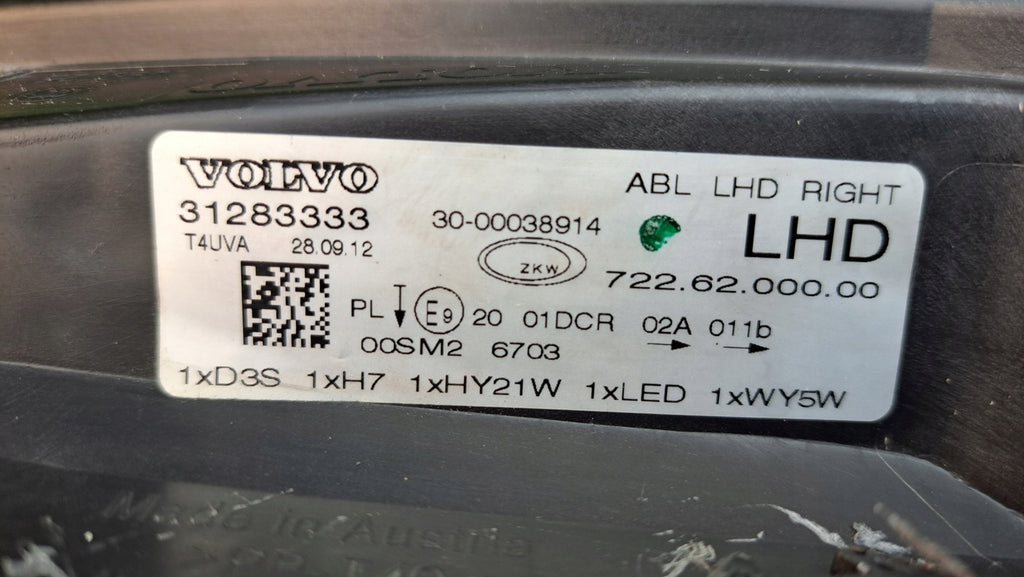 VOLVO
ABL LHD RIGHT
31283333
30-00038914
LHD
T4UVA 28.09.12
ZKW
722.62.000.00
PL E9 20 01DCR 02A 011b
00SM2 6703
1xD3S 1xH7 1xHY21W 1xLED 1xWY5W
Made in Austria